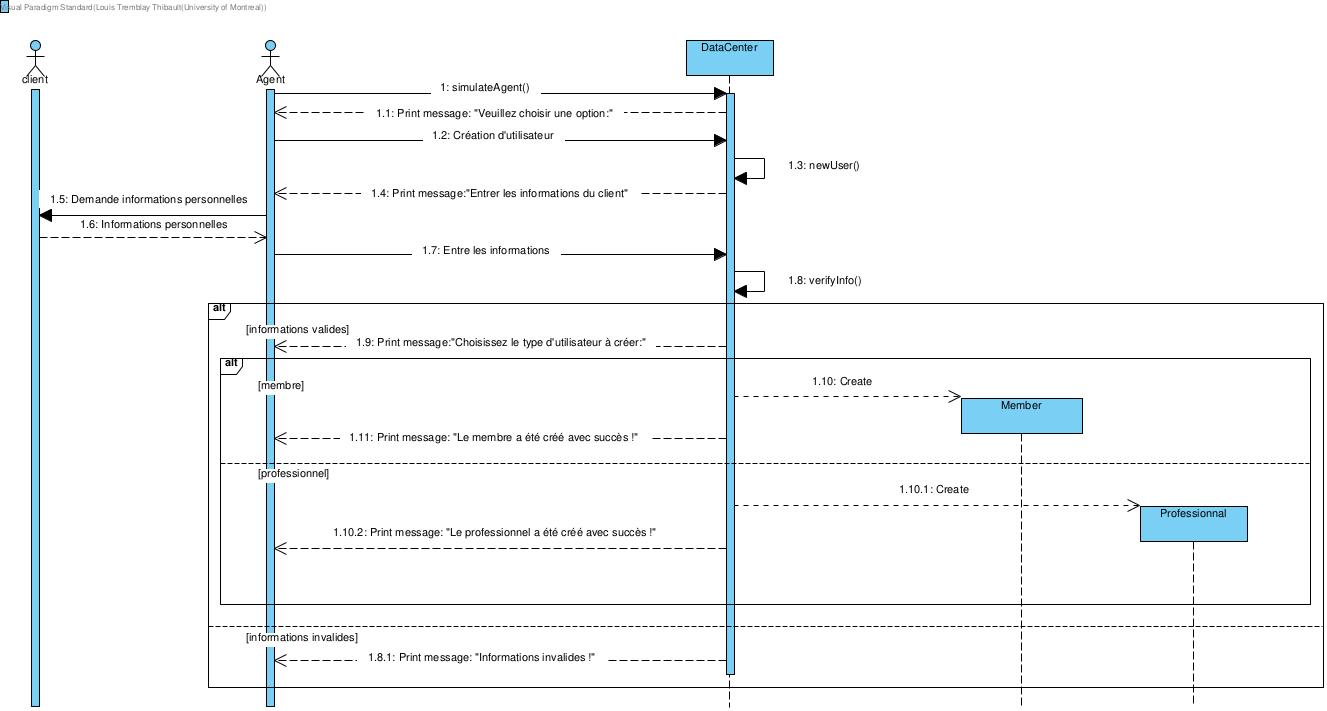 Visual Paradigm Standard(Louis Tremblay Thibault(University of Montreal))
client
Agent
DataCenter
1: simulateAgent()
1.1: Print message: "Veuillez choisir une option:"
1.2: Création d'utilisateur
1.3: newUser()
1.4: Print message:"Entrer les informations du client"
1.5: Demande informations personnelles
1.6: Informations personnelles
1.7: Entre les informations
1.8: verifyInfo()
alt
[informations valides]
1.9: Print message:"Choisissez le type d'utilisateur à créer:"
alt
[membre]
1.10: Create
Member
1.11: Print message: "Le membre a été créé avec succès !"
[professionnel]
1.10.1: Create
Professionnal
1.10.2: Print message: "Le professionnel a été créé avec succès !"
[informations invalides]
1.8.1: Print message: "Informations invalides !"